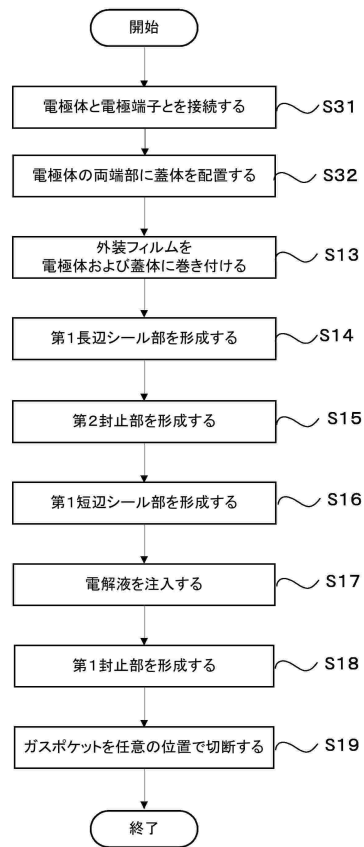 開始
電極体と電極端子とを接続する S31
電極体の両端部に蓋体を配置する S32
外装フィルムを
電極体および蓋体に巻き付ける S13
第1長辺シール部を形成する S14
第2封止部を形成する S15
第1短辺シール部を形成する S16
電解液を注入する S17
第1封止部を形成する S18
ガスポケットを任意の位置で切断する S19
終了